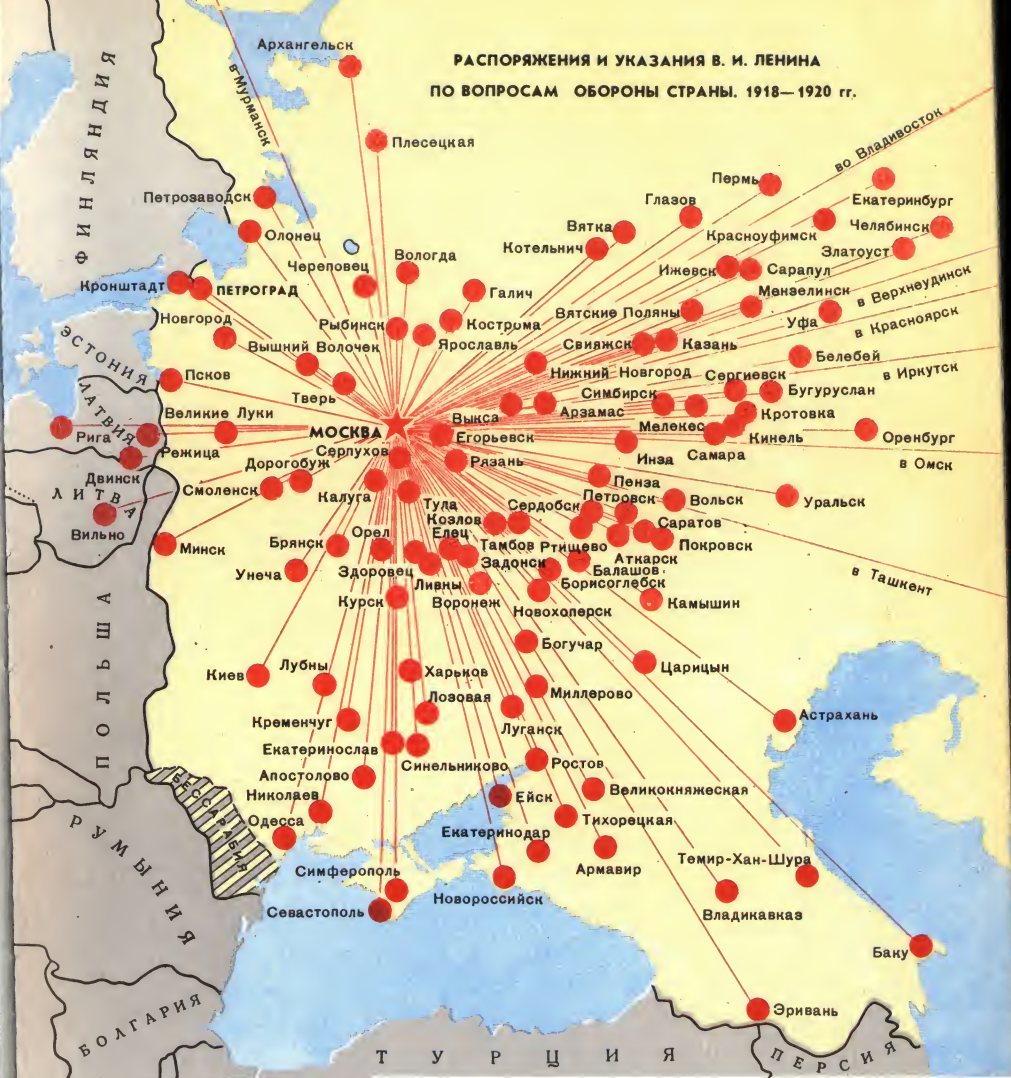 РАСПОРЯЖЕНИЯ И УКАЗАНИЯ В. И. ЛЕНИНА
ПО ВОПРОСАМ ОБОРОНЫ СТРАНЫ. 1918—1920 гг.
Архангельск
в Мурманск
Плесецкая
во Владивосток
ФИНЛЯНДИЯ
Петрозаводск
Олонец
Пермь
Екатеринбург
Глазов
Вятка
Котельнич
Красноуфимск
Челябинск
Златоуст
Череповец
Вологда
Ижевск
Сарапул
Кронштадт
ПЕТРОГРАД
Галич
Мензелинск
в Верхнеудинск
Новгород
Рыбинск
Кострома
Вятские Поляны
Уфа
в Красноярск
Вышний Волочек
Ярославль
Свияжск
Казань
ЭСТОНИЯ
Белебей
Псков
Нижний Новгород
Сергиевск
в Иркутск
Тверь
Симбирск
Бугуруслан
ЛАТВИЯ
Великие Луки
Выкса
Арзамас
Кротовка
Рига
МОСКВА
Егорьевск
Мелекес
Кинель
Оренбург
Режица
Серпухов
Рязань
Инза
Самара
в Омск
Двинск
Дорогобуж
Пенза
ЛИТВА
Смоленск
Калуга
Тула
Сердобск
Петровск
Вольск
Уральск
Вильно
Козлов
Саратов
Минск
Брянск
Орел
Елец
Тамбов
Ртищево
Покровск
Аткарск
Унеча
Здоровец
Задонск
Балашов
в Ташкент
Ливны
Борисоглебск
Курск
Воронеж
Новохоперск
Камышин
ПОЛЬША
Богучар
Киев
Лубны
Харьков
Царицын
Лозовая
Миллерово
Кременчуг
Луганск
Астрахань
Екатеринослав
Синельниково
Ростов
Апостолово
БЕССАРАБИЯ
Николаев
Ейск
Великокняжеская
Одесса
Тихорецкая
РУМЫНИЯ
Екатеринодар
Армавир
Темир-Хан-Шура
Симферополь
Новороссийск
Севастополь
Владикавказ
Баку
БОЛГАРИЯ
Эривань
ТУРЦИЯ
ПЕРСИЯ